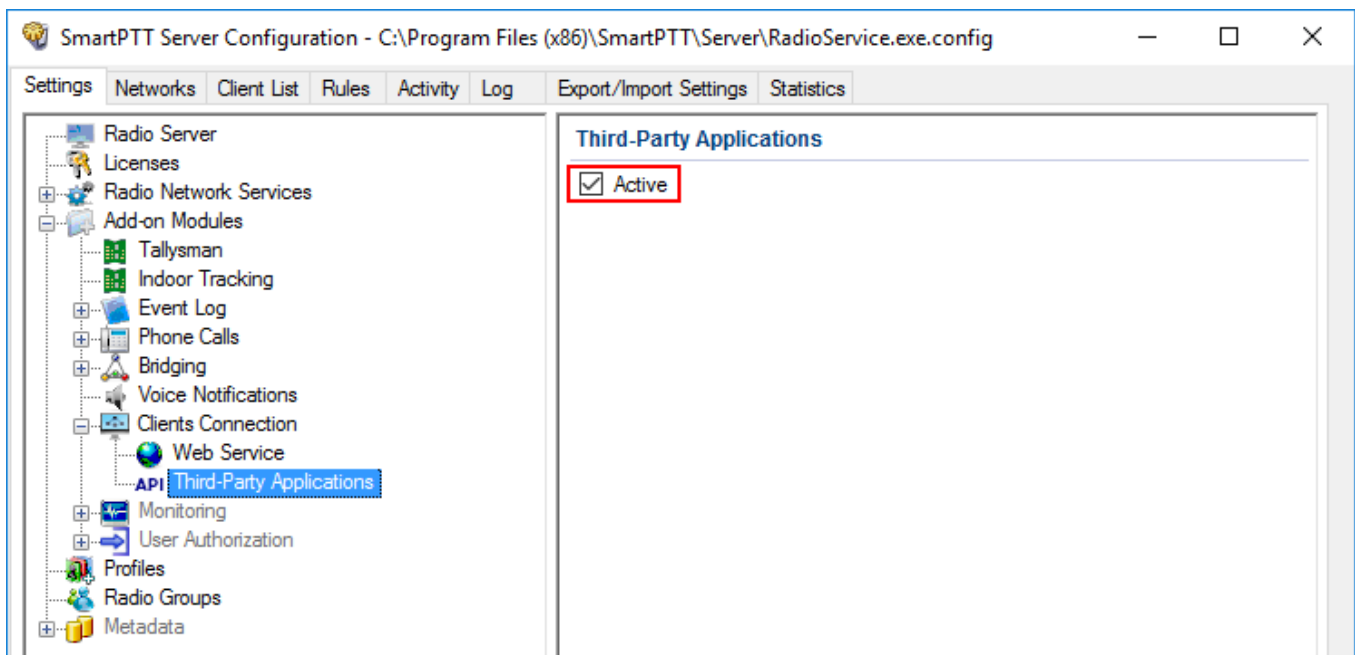 SmartPTT Server Configuration - C:\Program Files (x86)\SmartPTT\Server\RadioService.exe.config
Settings Networks Client List Rules Activity Log Export/Import Settings Statistics
Radio Server
Licenses
Radio Network Services
Add-on Modules
Tallysman
Indoor Tracking
Event Log
Phone Calls
Bridging
Voice Notifications
Clients Connection
Web Service
API Third-Party Applications
Monitoring
User Authorization
Profiles
Radio Groups
Metadata
Third-Party Applications
Active